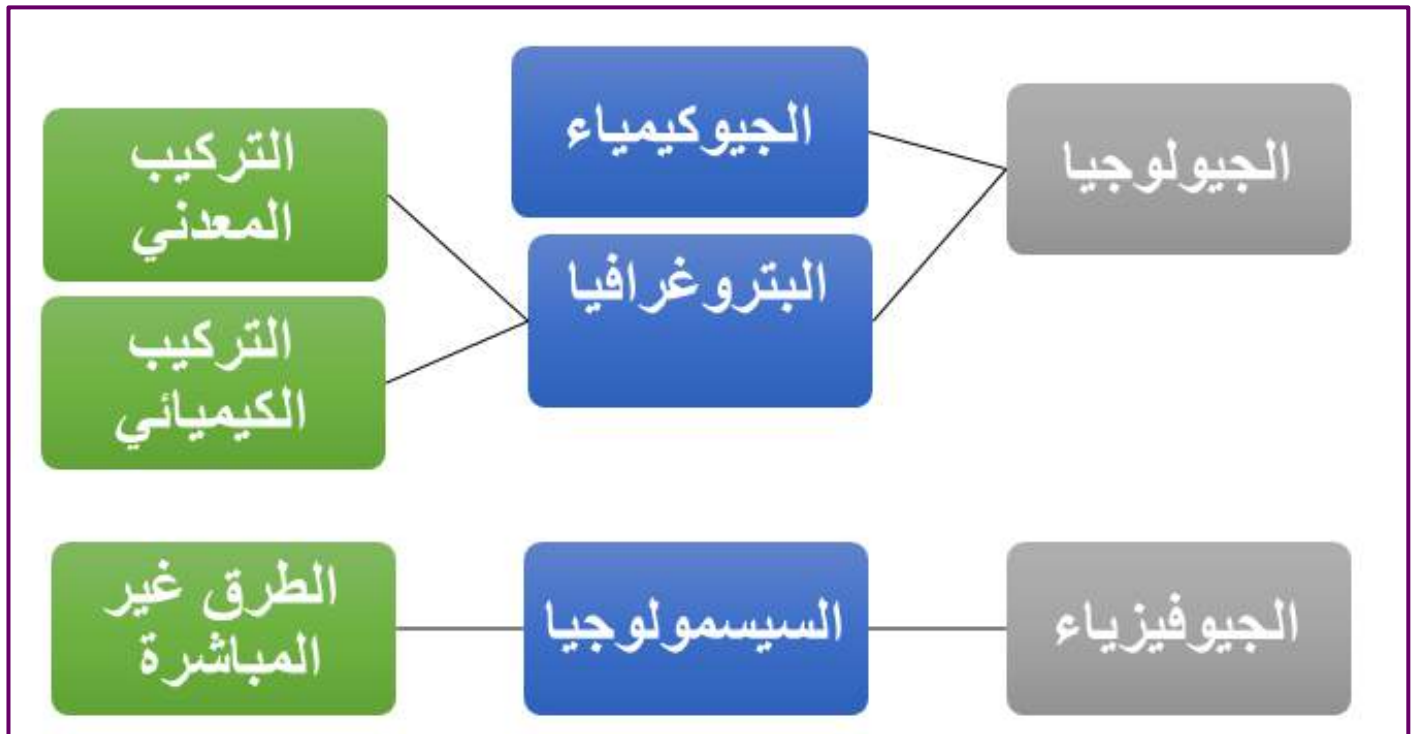 الجيولوجيا
الجيوكيمياء
البتروغرافيا
التركيب
المعدني
التركيب
الكيميائي
الجيوفيزياء
السيسمولوجيا
الطرق غير
المباشرة